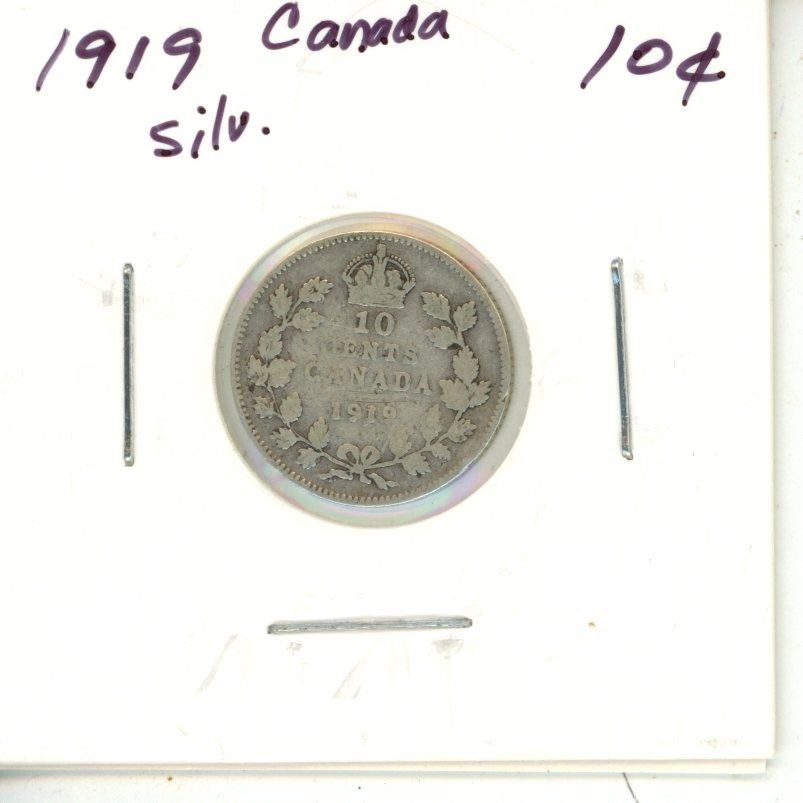 1919 Canada 10¢
silv.
10
CENTS
CANADA
1919